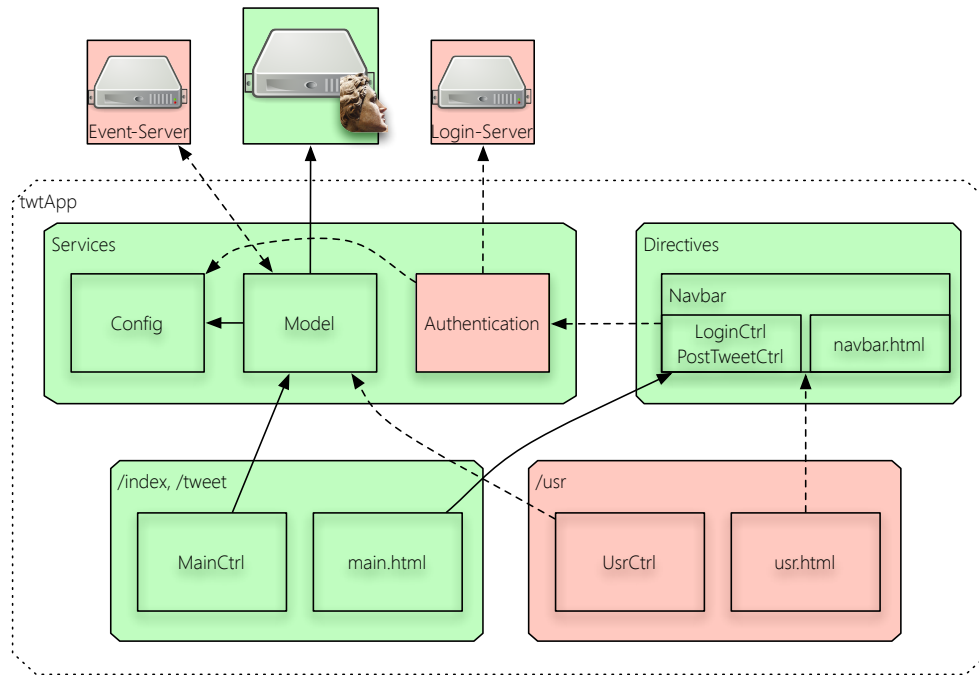 Event-Server
Login-Server
twtApp
Services
Config
Model
Authentication
Directives
Navbar
LoginCtrl
PostTweetCtrl
navbar.html
/index, /tweet
MainCtrl
main.html
/usr
UsrCtrl
usr.html